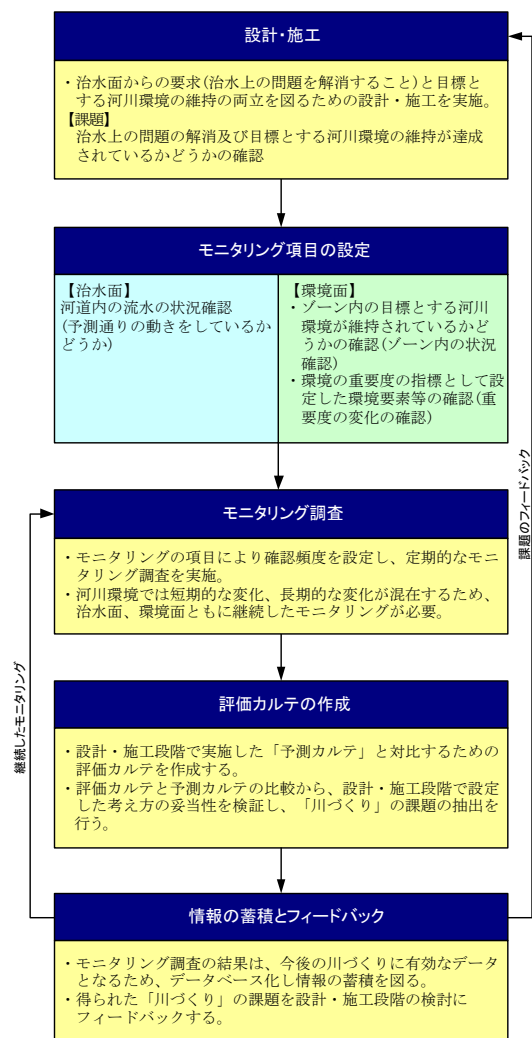 設計・施工
・治水面からの要求(治水上の問題を解消すること)と目標と
する河川環境の維持の両立を図るための設計・施工を実施。
【課題】
治水上の問題の解消及び目標とする河川環境の維持が達成
されているかどうかの確認
モニタリング項目の設定
【治水面】
河道内の流水の状況確認
(予測通りの動きをしているか
どうか)
【環境面】
・ゾーン内の目標とする河川
環境が維持されているかど
うかの確認(ゾーン内の状況
確認)
・環境の重要度の指標として設
定した環境要素等の確認(重
要度の変化の確認)
モニタリング調査
・モニタリングの項目により確認頻度を設定し、定期的なモニ
タリング調査を実施。
・河川環境では短期的な変化、長期的な変化が混在するため、
治水面、環境面ともに継続したモニタリングが必要。
評価カルテの作成
・設計・施工段階で実施した「予測カルテ」と対比するための
評価カルテを作成する。
・評価カルテと予測カルテの比較から、設計・施工段階で設定
した考え方の妥当性を検証し、「川づくり」の課題の抽出を
行う。
情報の蓄積とフィードバック
・モニタリング調査の結果は、今後の川づくりに有効なデータ
となるため、データベース化し情報の蓄積を図る。
・得られた「川づくり」の課題を設計・施工段階の検討に
フィードバックする。
継続したモニタリング
課題のフィードバック